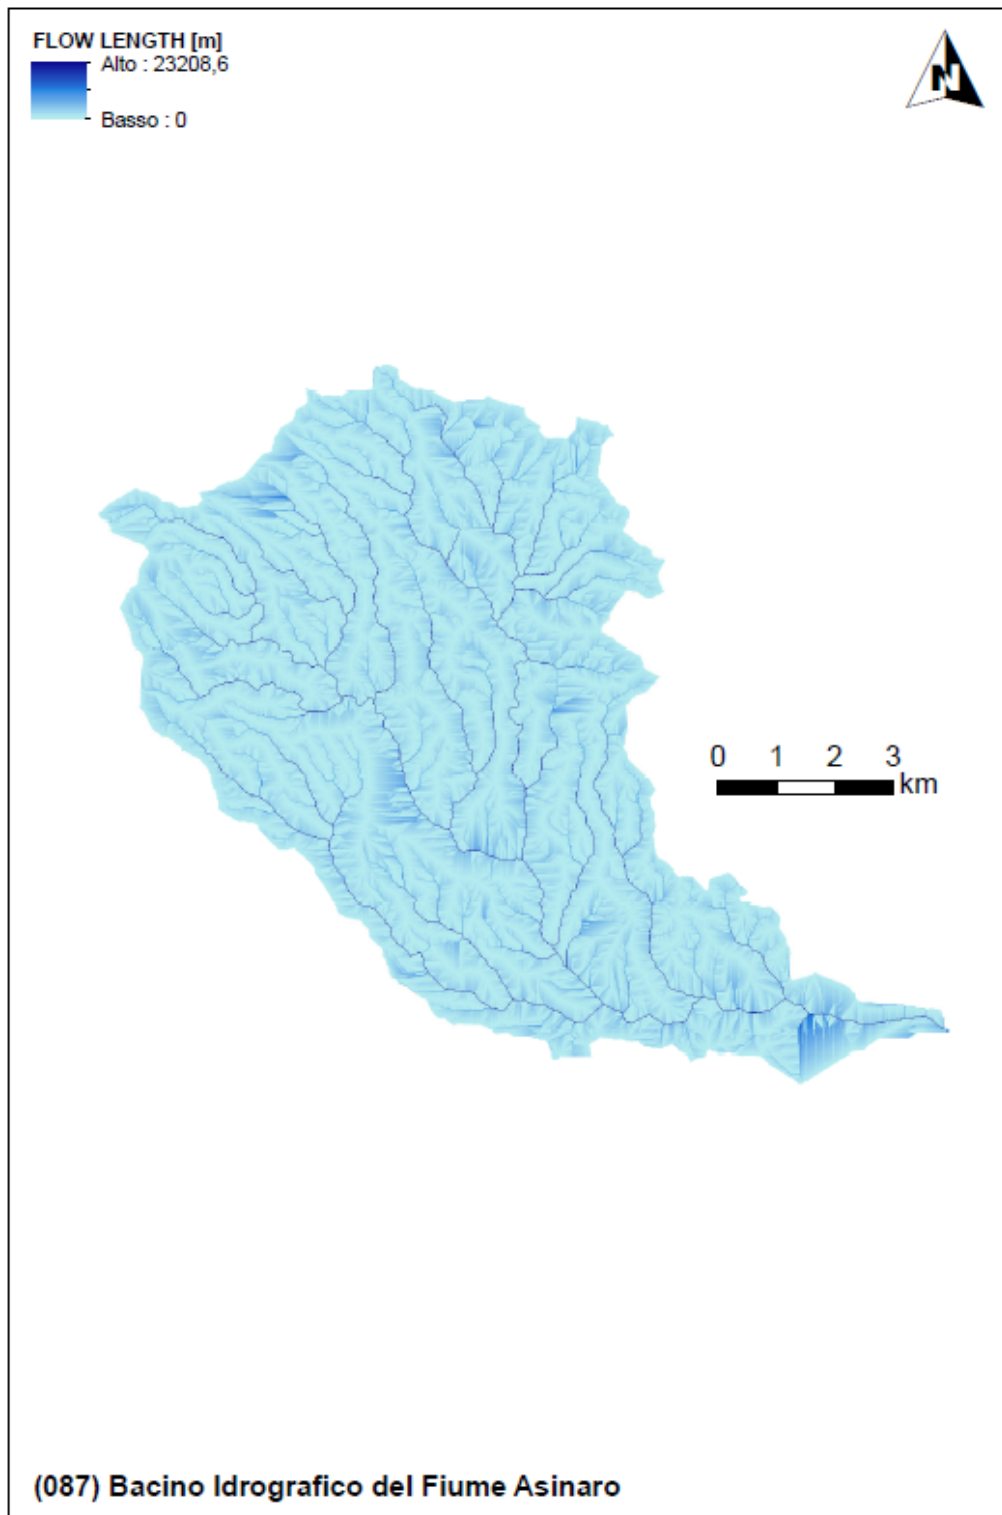 FLOW LENGTH [m]
Alto : 23208,6
Basso : 0
N
0 1 2 3
km
(087) Bacino Idrografico del Fiume Asinaro